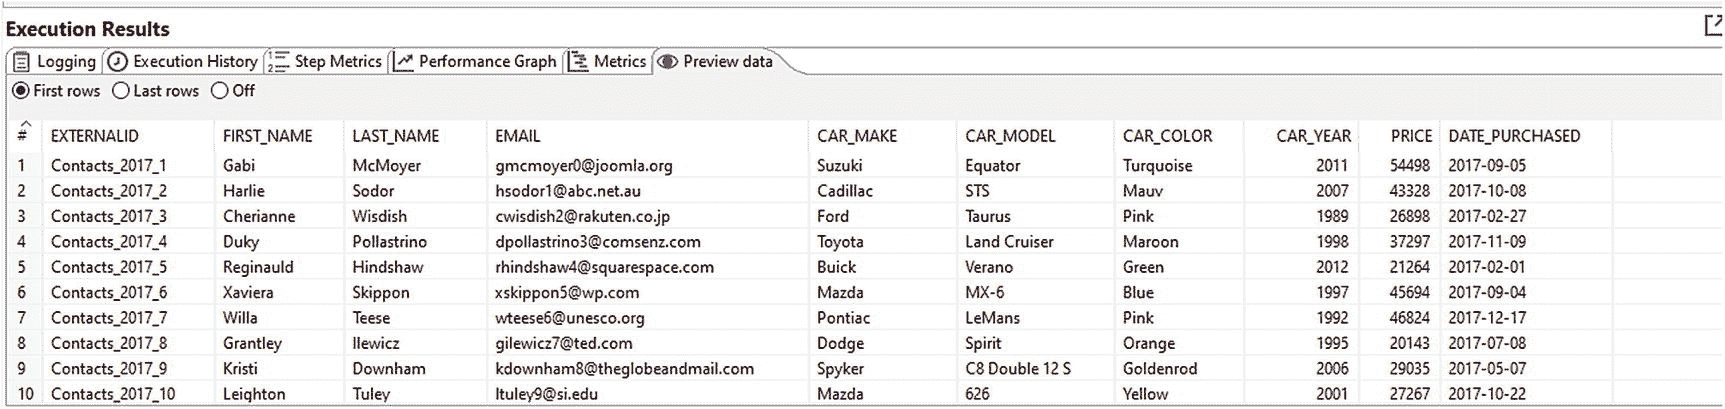 Execution Results
Logging Execution History Step Metrics Performance Graph Metrics Preview data
First rows Last rows Off
# EXTERNALID FIRST_NAME LAST_NAME EMAIL CAR_MAKE CAR_MODEL CAR_COLOR CAR_YEAR PRICE DATE_PURCHASED
1 Contacts_2017_1 Gabi McMoyer gmcmoyer0@joomla.org Suzuki Equator Turquoise 2011 54498 2017-09-05
2 Contacts_2017_2 Harlie Sodor hsodor1@abc.net.au Cadillac STS Mauv 2007 43328 2017-10-08
3 Contacts_2017_3 Cherianne Wisdish cwisdish2@rakuten.co.jp Ford Taurus Pink 1989 26898 2017-02-27
4 Contacts_2017_4 Duky Pollastrino dpollastrino3@comsenz.com Toyota Land Cruiser Maroon 1998 37297 2017-11-09
5 Contacts_2017_5 Reginauld Hindshaw rhindshaw4@squarespace.com Buick Verano Green 2012 21264 2017-02-01
6 Contacts_2017_6 Xaviera Skippon xskippon5@wp.com Mazda MX-6 Blue 1997 45694 2017-09-04
7 Contacts_2017_7 Willa Teese wteese6@unesco.org Pontiac LeMans Pink 1992 46824 2017-12-17
8 Contacts_2017_8 Grantley Ilewicz gilewicz7@ted.com Dodge Spirit Orange 1995 20143 2017-07-08
9 Contacts_2017_9 Kristi Downham kdownham8@theglobeandmail.com Spyker C8 Double 12 S Goldenrod 2006 29035 2017-05-07
10 Contacts_2017_10 Leighton Tuley ltuley9@si.edu Mazda 626 Yellow 2001 27267 2017-10-22